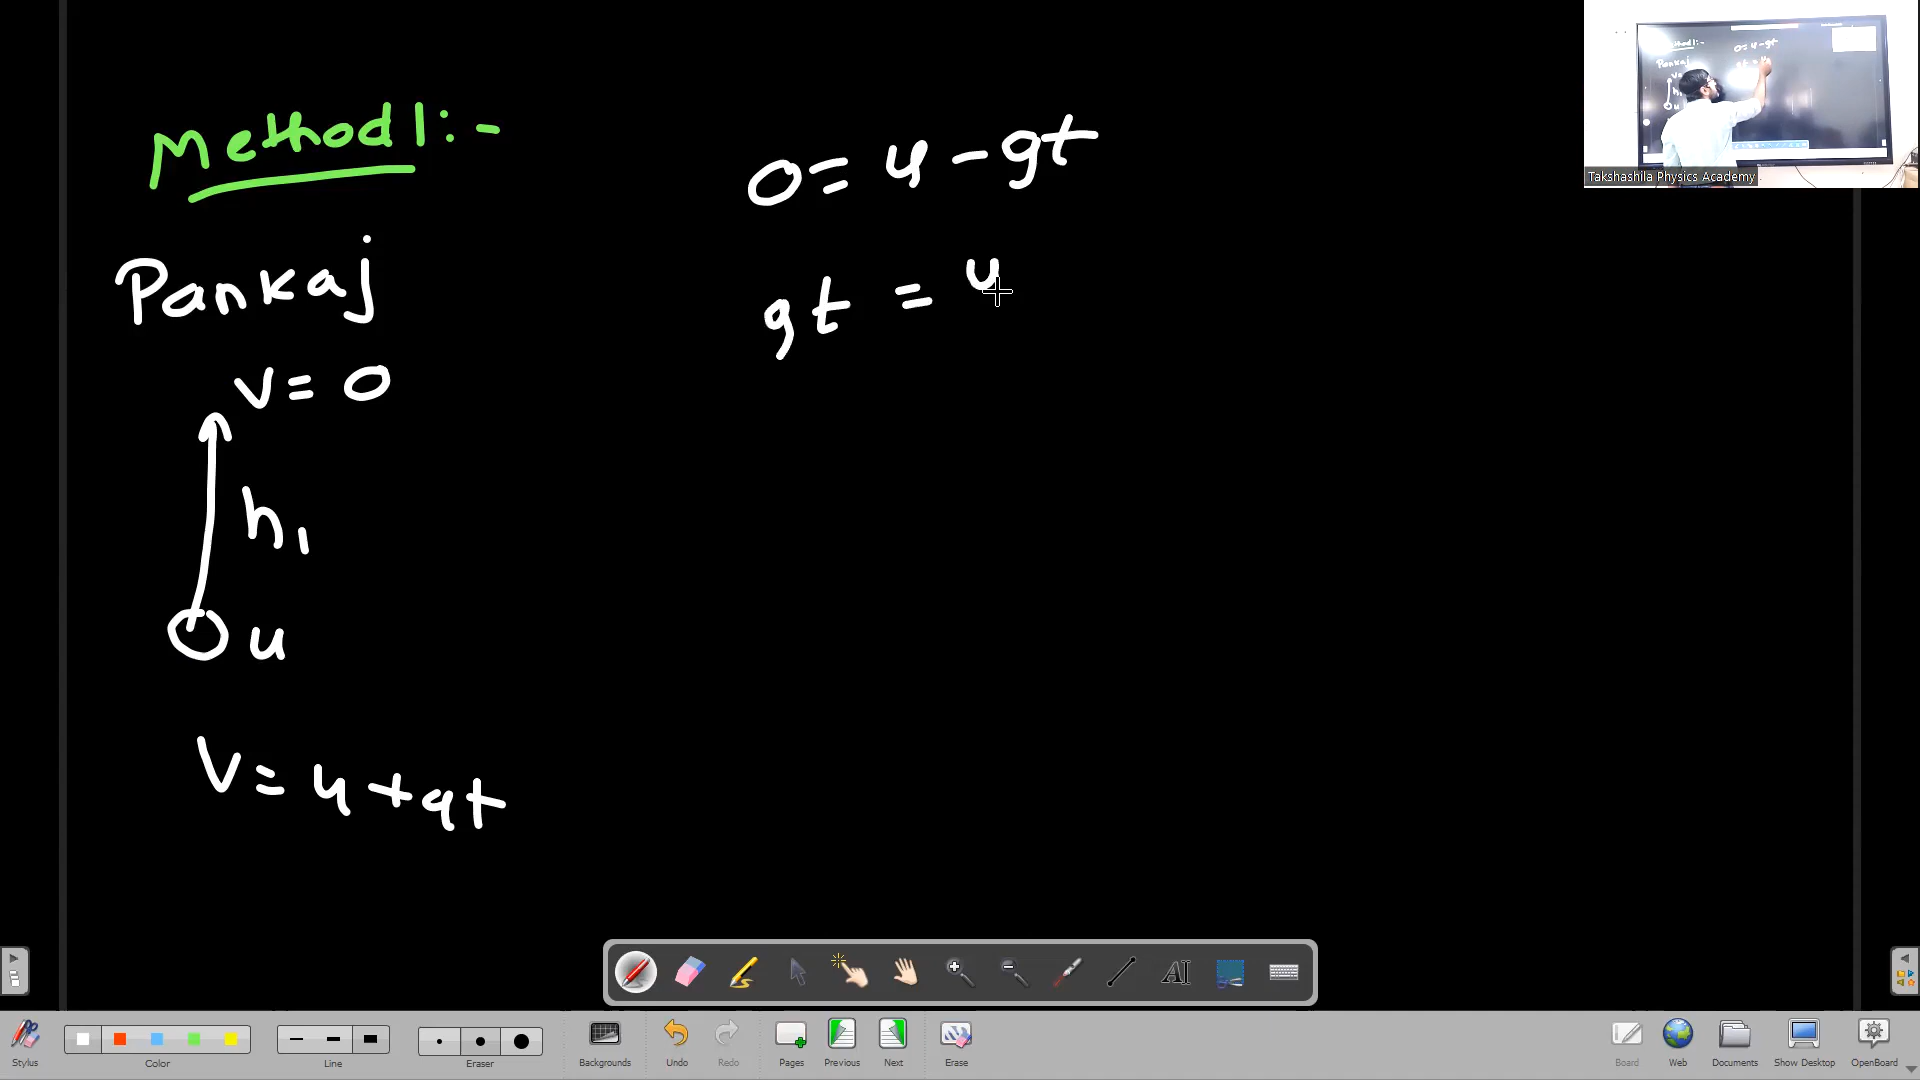 Method 1:-
Pankaj
v= 0
h1
u
V= u+at
0= u-gt
gt = u
Takshashila Physics Academy
Stylus
Color
Line
Eraser
Backgrounds
Undo
Redo
Pages
Previous
Next
Erase
Board
Web
Documents
Show Desktop
OpenBoard